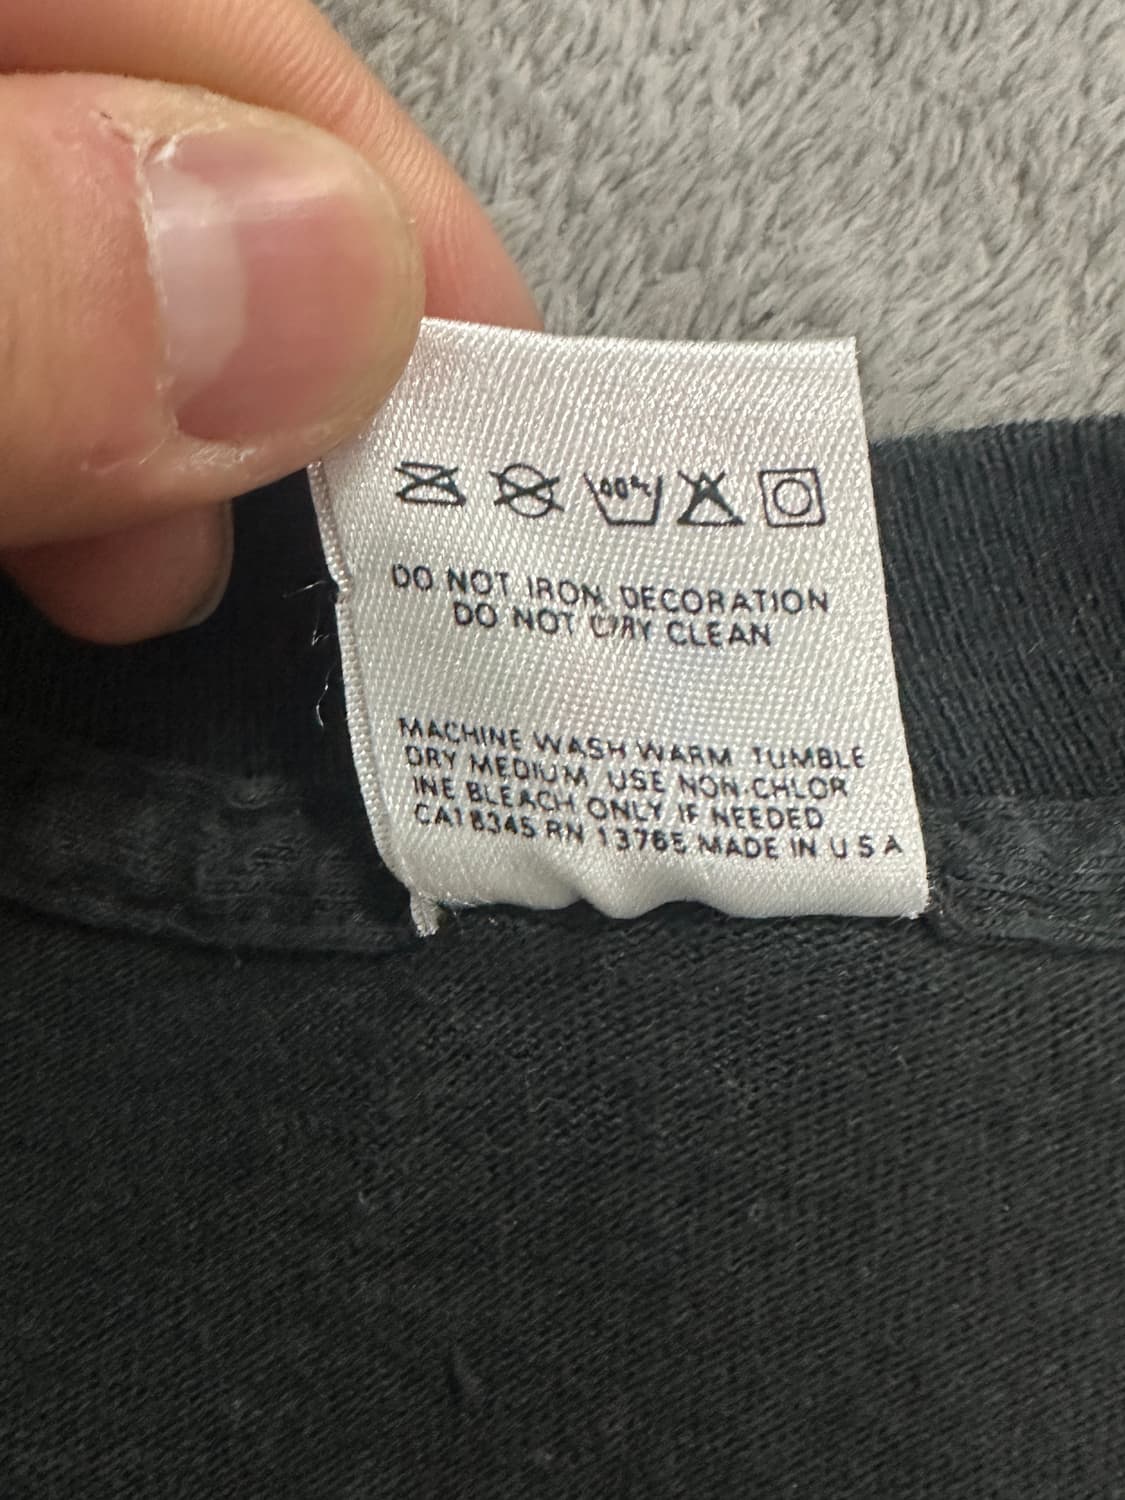 40°C
DO NOT IRON DECORATION
DO NOT DRY CLEAN
MACHINE WASH WARM TUMBLE
DRY MEDIUM, USE NON-CHLOR
INE BLEACH ONLY IF NEEDED
CA18345 RN 13765 MADE IN U S A